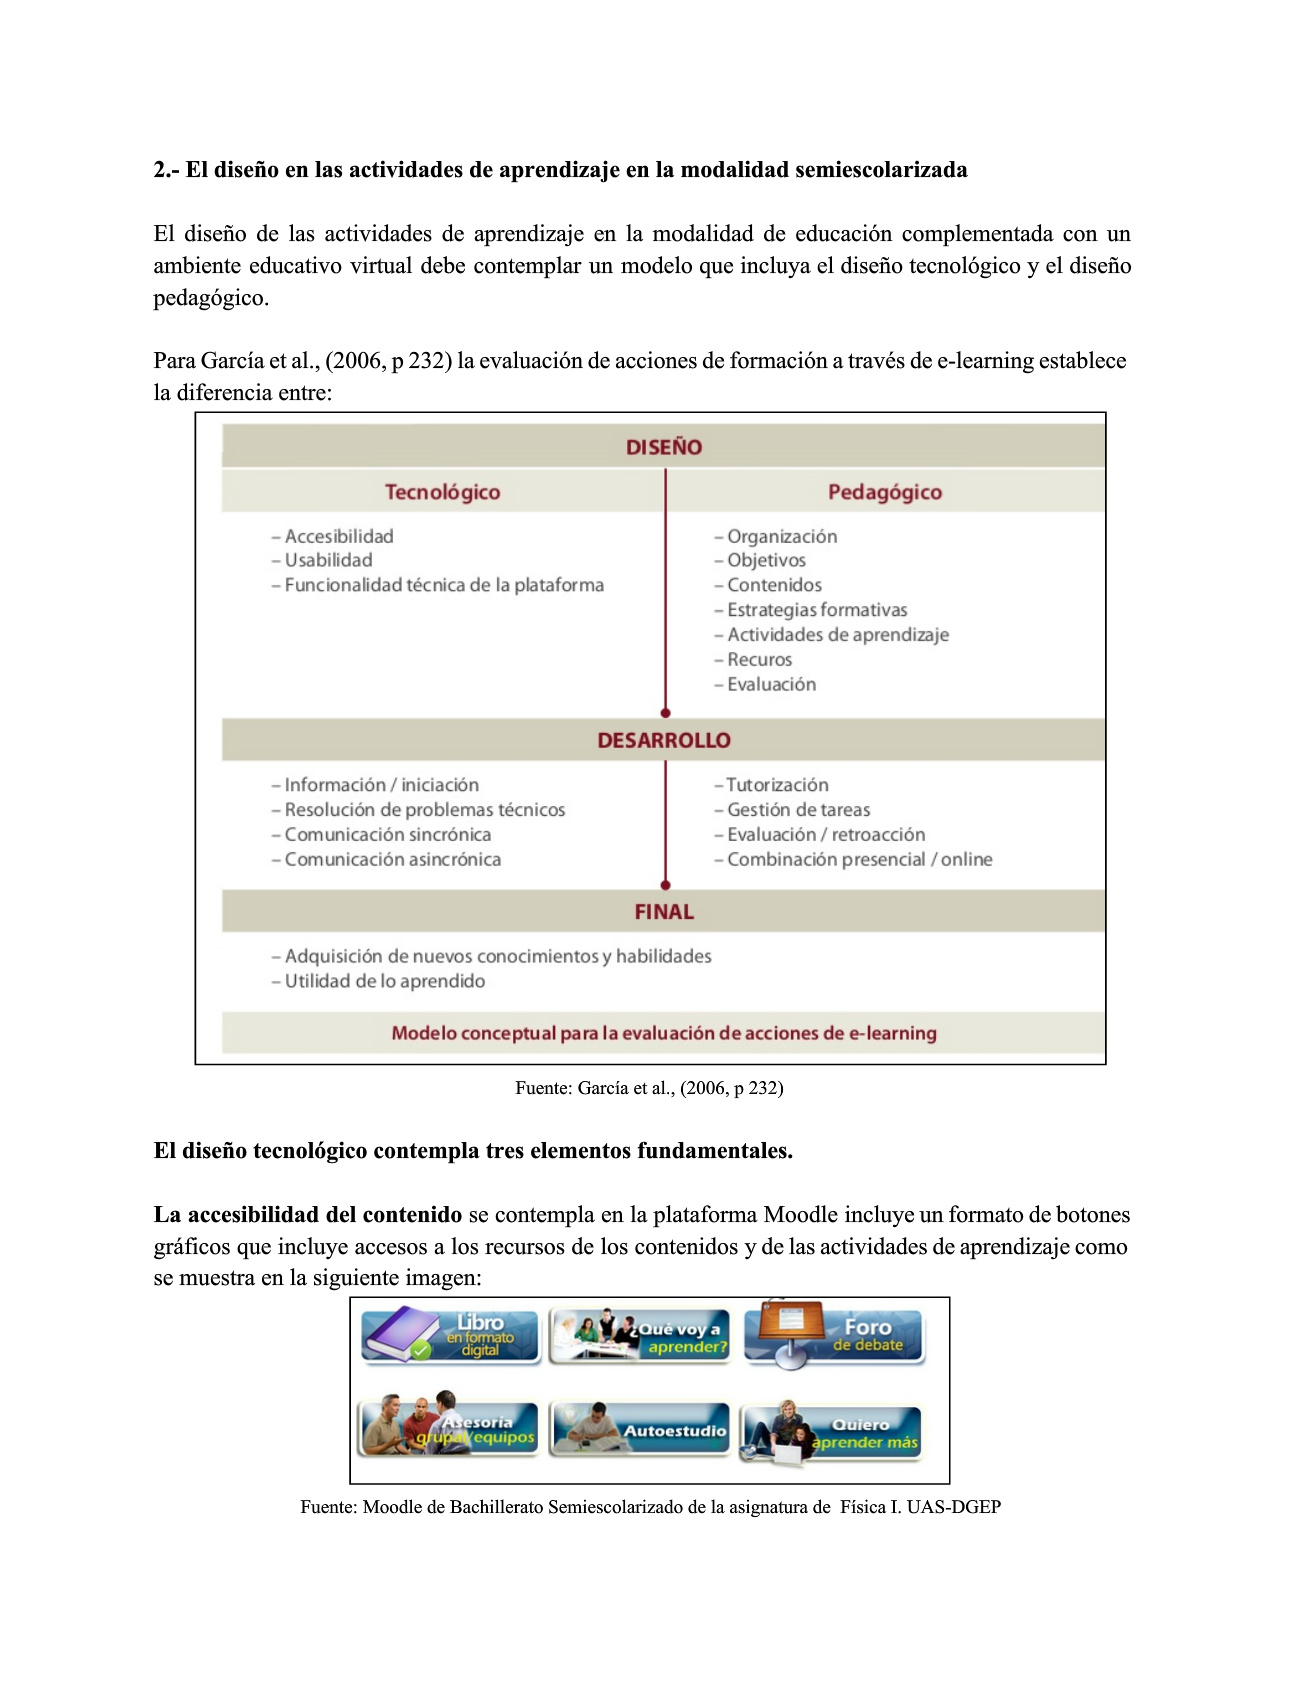 2.- El diseño en las actividades de aprendizaje en la modalidad semiescolarizada
El diseño de las actividades de aprendizaje en la modalidad de educación complementada con un
ambiente educativo virtual debe contemplar un modelo que incluya el diseño tecnológico y el diseño
pedagógico.
Para García et al., (2006, p 232) la evaluación de acciones de formación a través de e-learning establece
la diferencia entre:
DISEÑO
Tecnológico
Pedagógico
– Accesibilidad
– Usabilidad
– Funcionalidad técnica de la plataforma
– Organización
– Objetivos
– Contenidos
– Estrategias formativas
– Actividades de aprendizaje
– Recuros
– Evaluación
DESARROLLO
– Información / iniciación
– Resolución de problemas técnicos
– Comunicación sincrónica
– Comunicación asincrónica
– Tutorización
– Gestión de tareas
– Evaluación / retroacción
– Combinación presencial / online
FINAL
– Adquisición de nuevos conocimientos y habilidades
– Utilidad de lo aprendido
Modelo conceptual para la evaluación de acciones de e-learning
Fuente: García et al., (2006, p 232)
El diseño tecnológico contempla tres elementos fundamentales.
La accesibilidad del contenido se contempla en la plataforma Moodle incluye un formato de botones
gráficos que incluye accesos a los recursos de los contenidos y de las actividades de aprendizaje como
se muestra en la siguiente imagen:
Libro
en formato
digital
¿Qué voy a
aprender?
Foro
de debate
Asesoría
grupal/equipos
Autoestudio
Quiero
aprender más
Fuente: Moodle de Bachillerato Semiescolarizado de la asignatura de Física I. UAS-DGEP